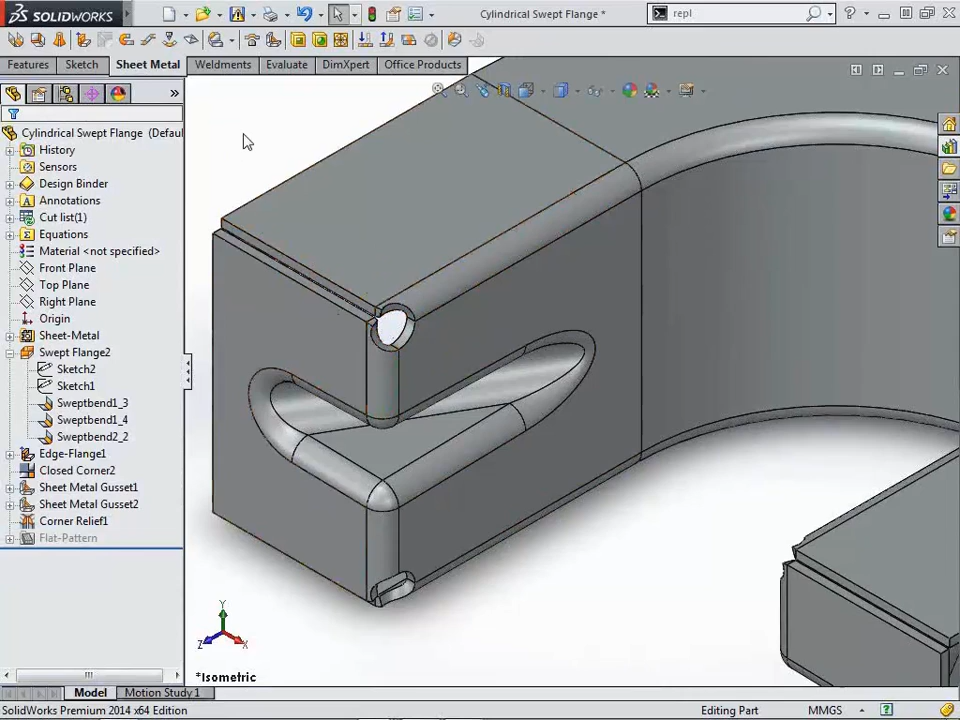 SOLIDWORKS
Cylindrical Swept Flange *
repl
Features
Sketch
Sheet Metal
Weldments
Evaluate
DimXpert
Office Products
Cylindrical Swept Flange (Defaul
History
Sensors
Design Binder
Annotations
Cut list(1)
Equations
Material <not specified>
Front Plane
Top Plane
Right Plane
Origin
Sheet-Metal
Swept Flange2
Sketch2
Sketch1
Sweptbend1_3
Sweptbend1_4
Sweptbend2_2
Edge-Flange1
Closed Corner2
Sheet Metal Gusset1
Sheet Metal Gusset2
Corner Relief1
Flat-Pattern
Y
Z
X
*Isometric
Model
Motion Study 1
SolidWorks Premium 2014 x64 Edition
Editing Part
MMGS